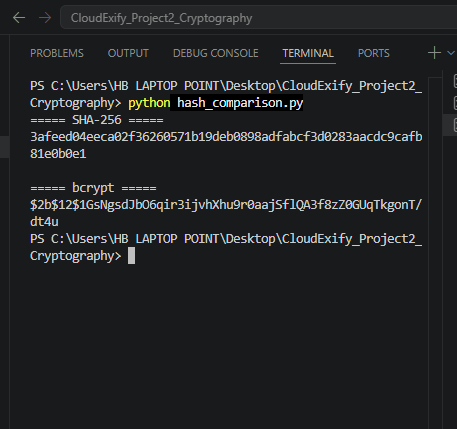 CloudExify_Project2_Cryptography
PROBLEMS OUTPUT DEBUG CONSOLE TERMINAL PORTS
PS C:\Users\HB LAPTOP POINT\Desktop\CloudExify_Project2_
Cryptography> python hash_comparison.py
===== SHA-256 =====
3afeed04eeca02f36260571b19deb0898adfabcf3d0283aacdc9cafb
81e0b0e1
===== bcrypt =====
$2b$12$1GsNgsdJbO6qir3ijvhXhu9r0aajSflQA3f8zZ0GUqTkgonT/
dt4u
PS C:\Users\HB LAPTOP POINT\Desktop\CloudExify_Project2_
Cryptography>